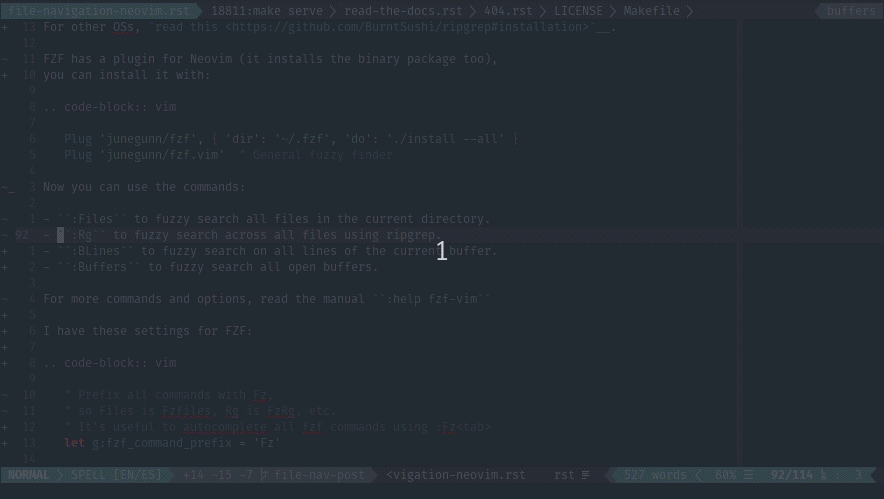 file-navigation-neovim.rst 18811:make serve read-the-docs.rst 404.rst LICENSE Makefile buffers
+ 13 For other OSs, `read this <https://github.com/BurntSushi/ripgrep#installation>`__.
12
~ 11 FZF has a plugin for Neovim (it installs the binary package too),
+ 10 you can install it with:
9
8 .. code-block:: vim
7
6 Plug 'junegunn/fzf', { 'dir': '~/.fzf', 'do': './install --all' }
5 Plug 'junegunn/fzf.vim' " General fuzzy finder
4
~_ 3 Now you can use the commands:
2
~ 1 - ``:Files`` to fuzzy search all files in the current directory.
~ 92 - ``:Rg`` to fuzzy search across all files using ripgrep.
+ 1 - ``:BLines`` to fuzzy search on all lines of the current buffer.
+ 2 - ``:Buffers`` to fuzzy search all open buffers.
1
3
~ 4 For more commands and options, read the manual ``:help fzf-vim``
+ 5
+ 6 I have these settings for FZF:
+ 7
+ 8 .. code-block:: vim
9
~ 10 " Prefix all commands with Fz,
~ 11 " so Files is Fzfiles, Rg is FzRg, etc.
+ 12 " It's useful to autocomplete all fzf commands using :Fz<tab>
+ 13 let g:fzf_command_prefix = 'Fz'
14
NORMAL SPELL [EN/ES] +14 ~15 -7 file-nav-post <vigation-neovim.rst rst 527 words 80% ☰ 92/114 : 3